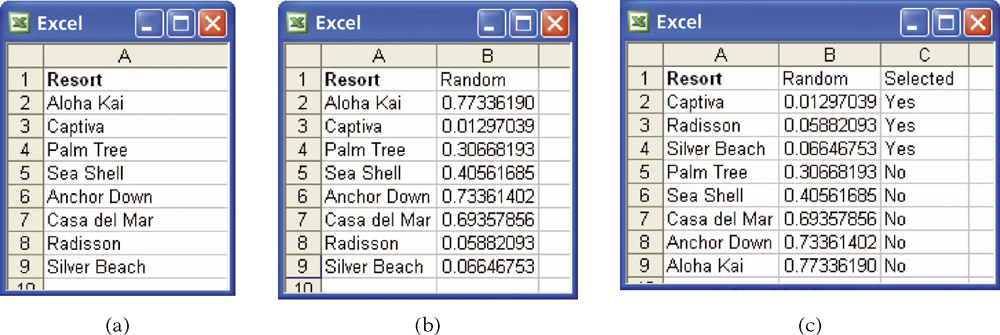 Excel
A
1 Resort
2 Aloha Kai
3 Captiva
4 Palm Tree
5 Sea Shell
6 Anchor Down
7 Casa del Mar
8 Radisson
9 Silver Beach
10
(a)
Excel
A B
1 Resort Random
2 Aloha Kai 0.77336190
3 Captiva 0.01297039
4 Palm Tree 0.30668193
5 Sea Shell 0.40561685
6 Anchor Down 0.73361402
7 Casa del Mar 0.69357856
8 Radisson 0.05882093
9 Silver Beach 0.06646753
10
(b)
Excel
A B C
1 Resort Random Selected
2 Captiva 0.01297039 Yes
3 Radisson 0.05882093 Yes
4 Silver Beach 0.06646753 Yes
5 Palm Tree 0.30668193 No
6 Sea Shell 0.40561685 No
7 Casa del Mar 0.69357856 No
8 Anchor Down 0.73361402 No
9 Aloha Kai 0.77336190 No
(c)